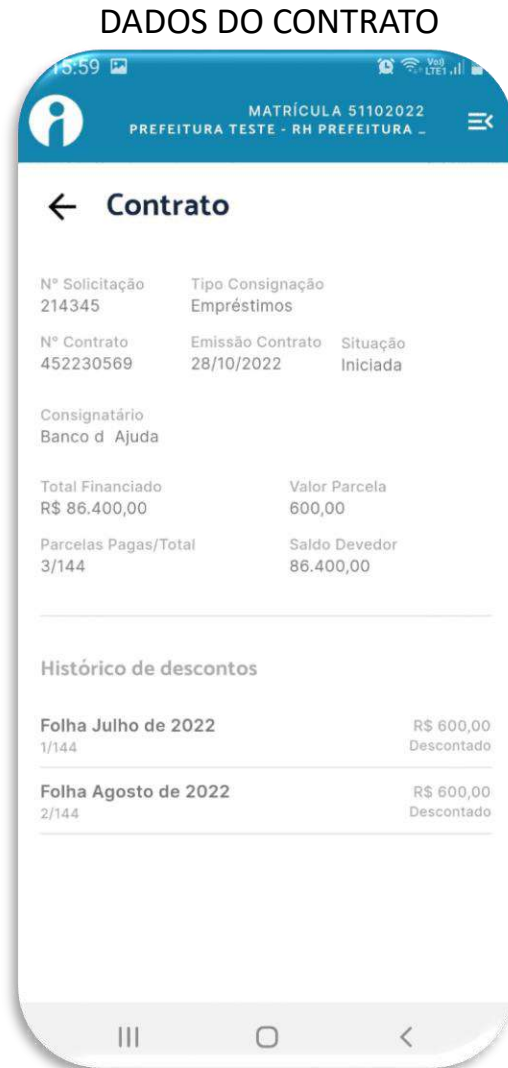 DADOS DO CONTRATO
15:59
Vo)) LTE1
MATRÍCULA 51102022
PREFEITURA TESTE - RH PREFEITURA _
Contrato
Nº Solicitação Tipo Consignação
214345 Empréstimos
Nº Contrato Emissão Contrato Situação
452230569 28/10/2022 Iniciada
Consignatário
Banco d Ajuda
Total Financiado Valor Parcela
R$ 86.400,00 600,00
Parcelas Pagas/Total Saldo Devedor
3/144 86.400,00
Histórico de descontos
Folha Julho de 2022 R$ 600,00
1/144 Descontado
Folha Agosto de 2022 R$ 600,00
2/144 Descontado